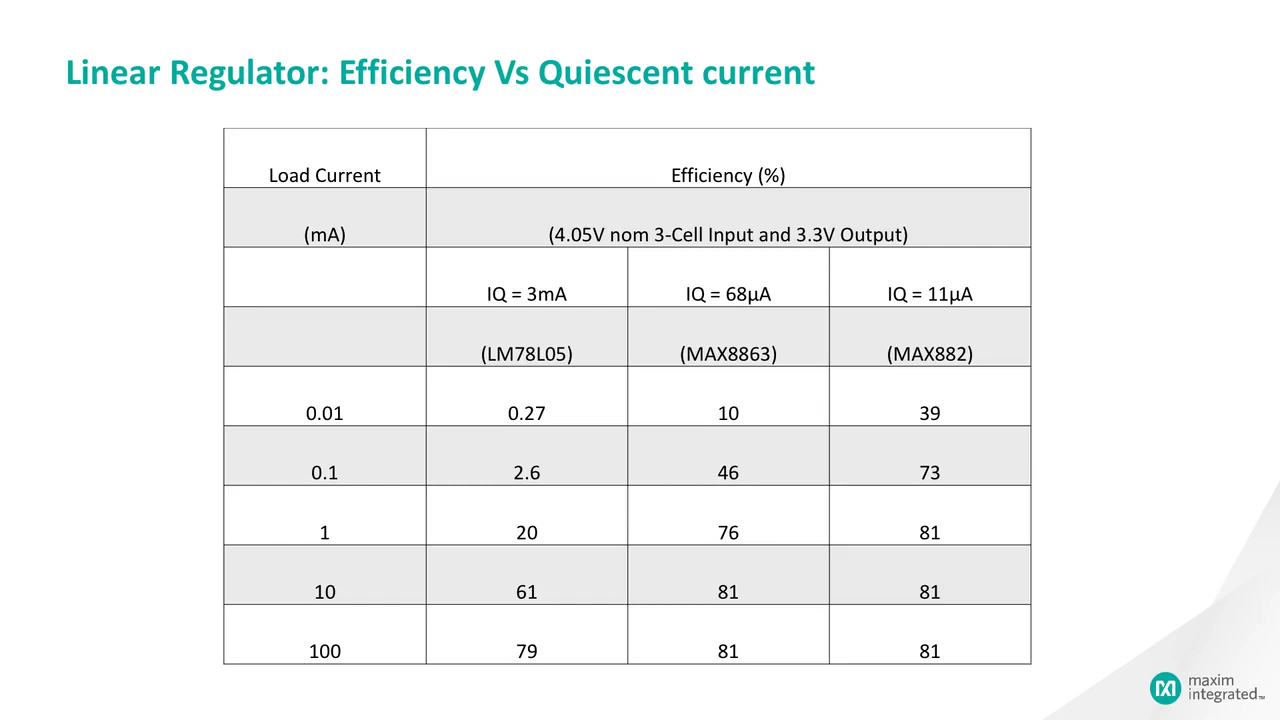 Linear Regulator: Efficiency Vs Quiescent current
Load Current Efficiency (%)
(mA) (4.05V nom 3-Cell Input and 3.3V Output)
IQ = 3mA IQ = 68µA IQ = 11µA
(LM78L05) (MAX8863) (MAX882)
0.01 0.27 10 39
0.1 2.6 46 73
1 20 76 81
10 61 81 81
100 79 81 81
maxim
integrated™